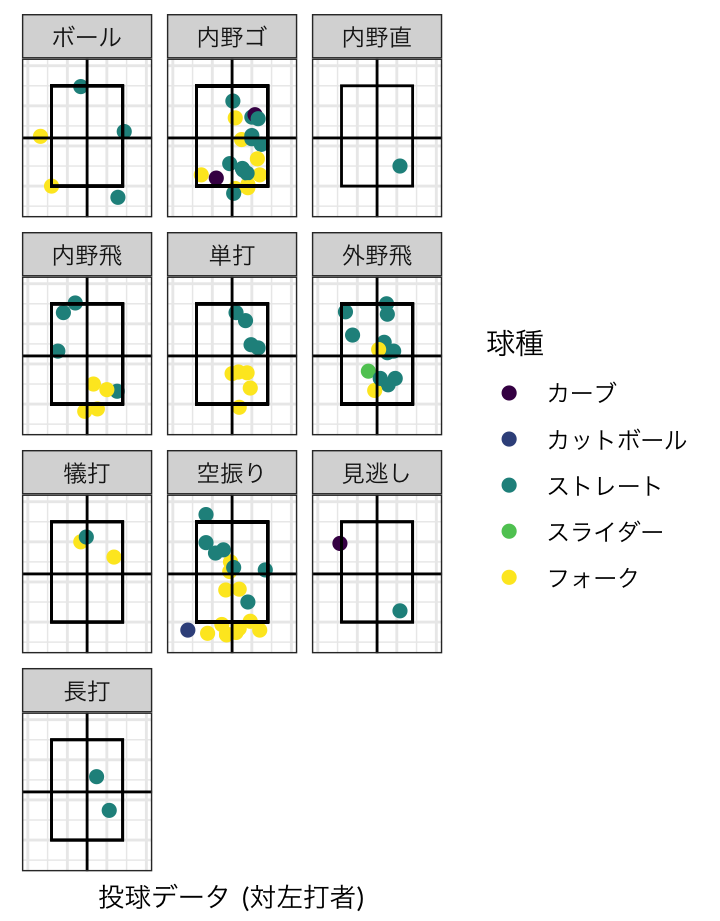 ボール
内野ゴ
内野直
内野飛
単打
外野飛
犠打
空振り
見逃し
長打
球種
カーブ
カットボール
ストレート
スライダー
フォーク
投球データ (対左打者)